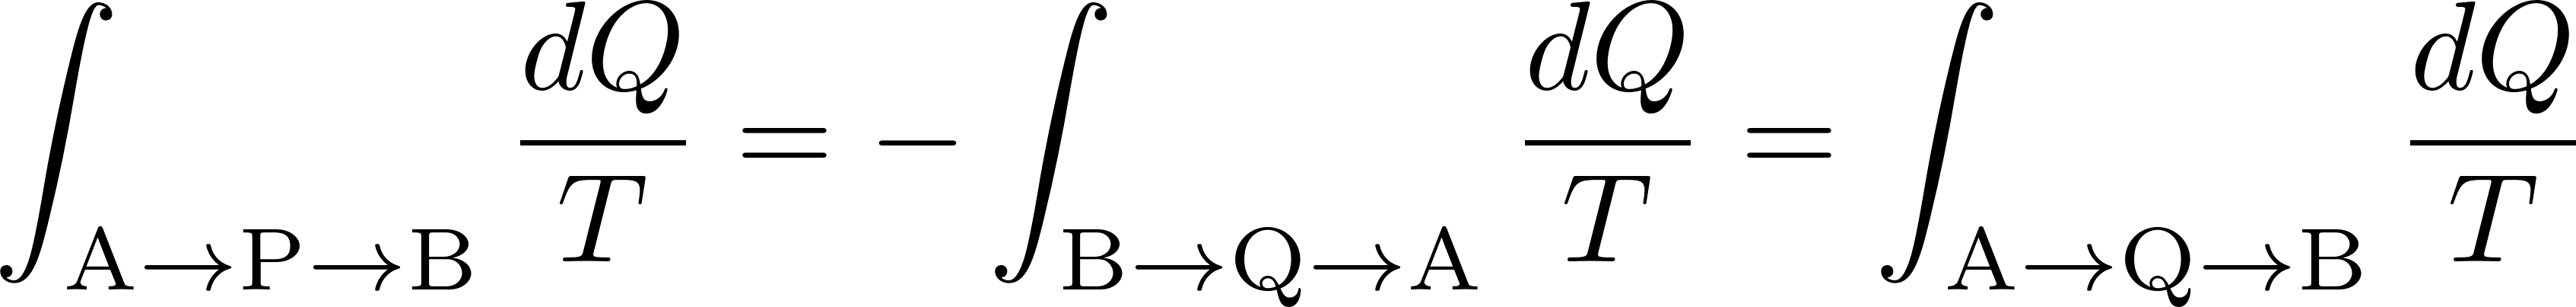 ∫_{A→P→B} dQ/T = − ∫_{B→Q→A} dQ/T = ∫_{A→Q→B} dQ/T